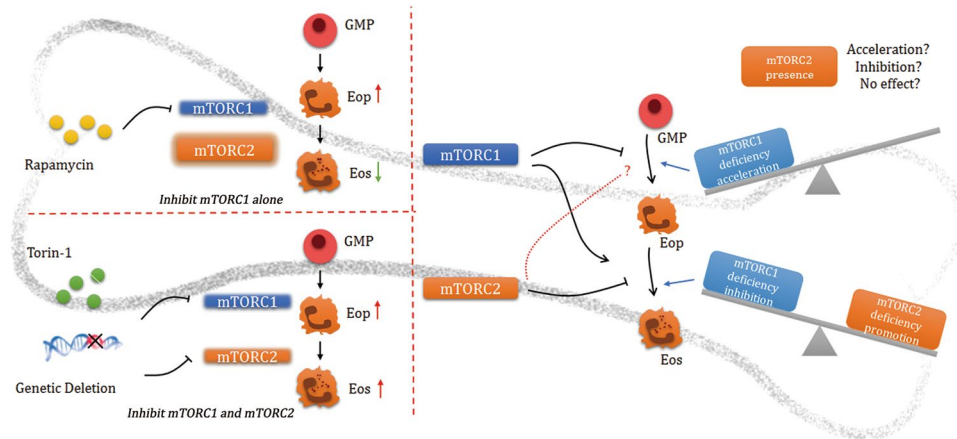 GMP
Eop
mTORC1
mTORC2
Rapamycin
Eos
Inhibit mTORC1 alone
Torin-1
GMP
mTORC1
Eop
mTORC2
Genetic Deletion
Eos
Inhibit mTORC1 and mTORC2
mTORC2
presence
Acceleration?
Inhibition?
No effect?
mTORC1
GMP
mTORC1
deficiency
acceleration
?
Eop
mTORC2
mTORC1
deficiency
inhibition
mTORC2
deficiency
promotion
Eos